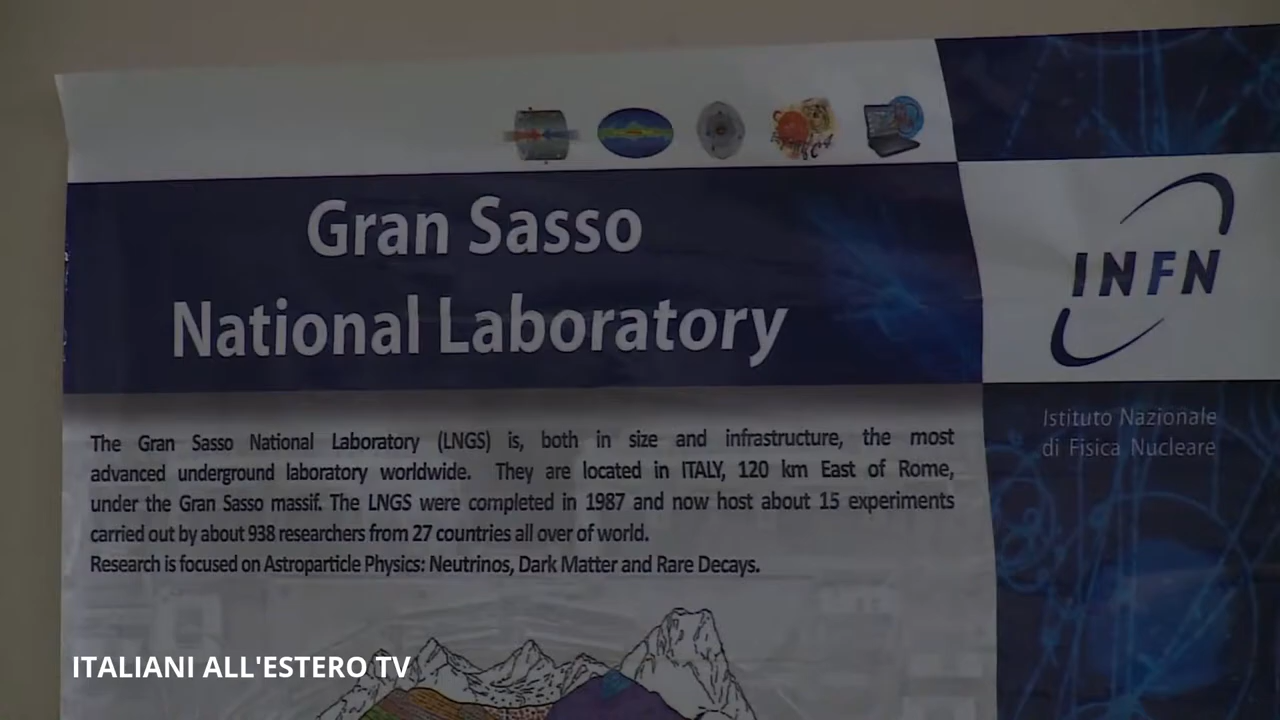 Gran Sasso
National Laboratory
INFN
Istituto Nazionale
di Fisica Nucleare
The Gran Sasso National Laboratory (LNGS) is, both in size and infrastructure, the most
advanced underground laboratory worldwide. They are located in ITALY, 120 km East of Rome,
under the Gran Sasso massif. The LNGS were completed in 1987 and now host about 15 experiments
carried out by about 938 researchers from 27 countries all over of world.
Research is focused on Astroparticle Physics: Neutrinos, Dark Matter and Rare Decays.
ITALIANI ALL'ESTERO TV